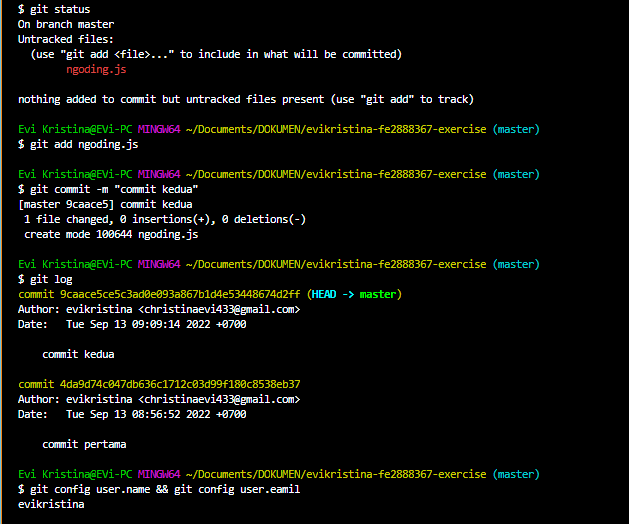 $ git status
On branch master
Untracked files:
  (use "git add <file>..." to include in what will be committed)
        ngoding.js

nothing added to commit but untracked files present (use "git add" to track)

Evi Kristina@EVi-PC MINGW64 ~/Documents/DOKUMEN/evikristina-fe2888367-exercise (master)
$ git add ngoding.js

Evi Kristina@EVi-PC MINGW64 ~/Documents/DOKUMEN/evikristina-fe2888367-exercise (master)
$ git commit -m "commit kedua"
[master 9caace5] commit kedua
 1 file changed, 0 insertions(+), 0 deletions(-)
 create mode 100644 ngoding.js

Evi Kristina@EVi-PC MINGW64 ~/Documents/DOKUMEN/evikristina-fe2888367-exercise (master)
$ git log
commit 9caace5ce5c3ad0e093a867b1d4e53448674d2ff (HEAD -> master)
Author: evikristina <christinaevi433@gmail.com>
Date:   Tue Sep 13 09:09:14 2022 +0700

    commit kedua

commit 4da9d74c047db636c1712c03d99f180c8538eb37
Author: evikristina <christinaevi433@gmail.com>
Date:   Tue Sep 13 08:56:52 2022 +0700

    commit pertama

Evi Kristina@EVi-PC MINGW64 ~/Documents/DOKUMEN/evikristina-fe2888367-exercise (master)
$ git config user.name && git config user.eamil
evikristina